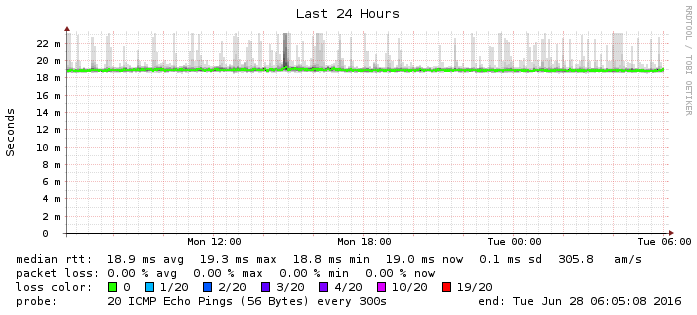 Last 24 Hours
RRDTOOL / TOBI OETIKER
Seconds
22 m
20 m
18 m
16 m
14 m
12 m
10 m
8 m
6 m
4 m
2 m
0
Mon 12:00 Mon 18:00 Tue 00:00 Tue 06:00
median rtt: 18.9 ms avg 19.3 ms max 18.8 ms min 19.0 ms now 0.1 ms sd 305.8 am/s
packet loss: 0.00 % avg 0.00 % max 0.00 % min 0.00 % now
loss color: 0 1/20 2/20 3/20 4/20 10/20 19/20
probe: 20 ICMP Echo Pings (56 Bytes) every 300s end: Tue Jun 28 06:05:08 2016